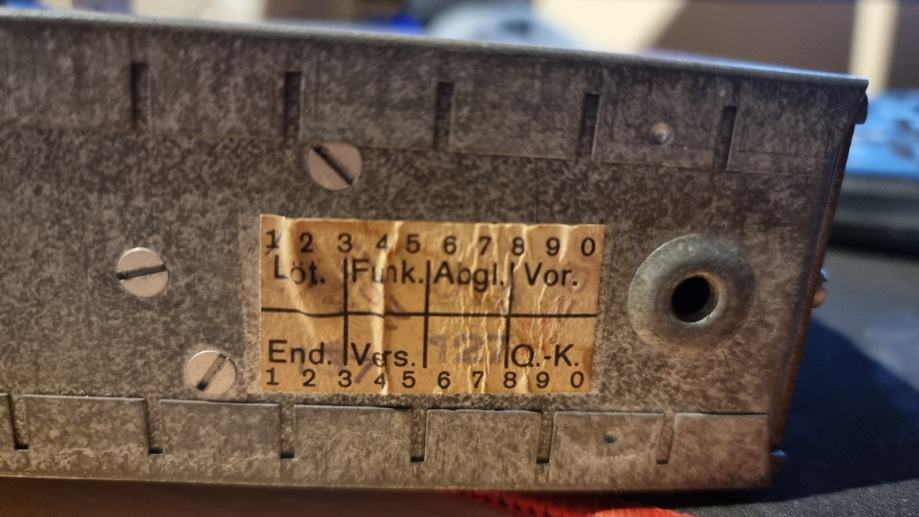 1 2 3 4 5 6 7 8 9 0
Löt. Funk. Abgl. Vor.
End. Vers. Q.-K.
1 2 3 4 5 6 7 8 9 0